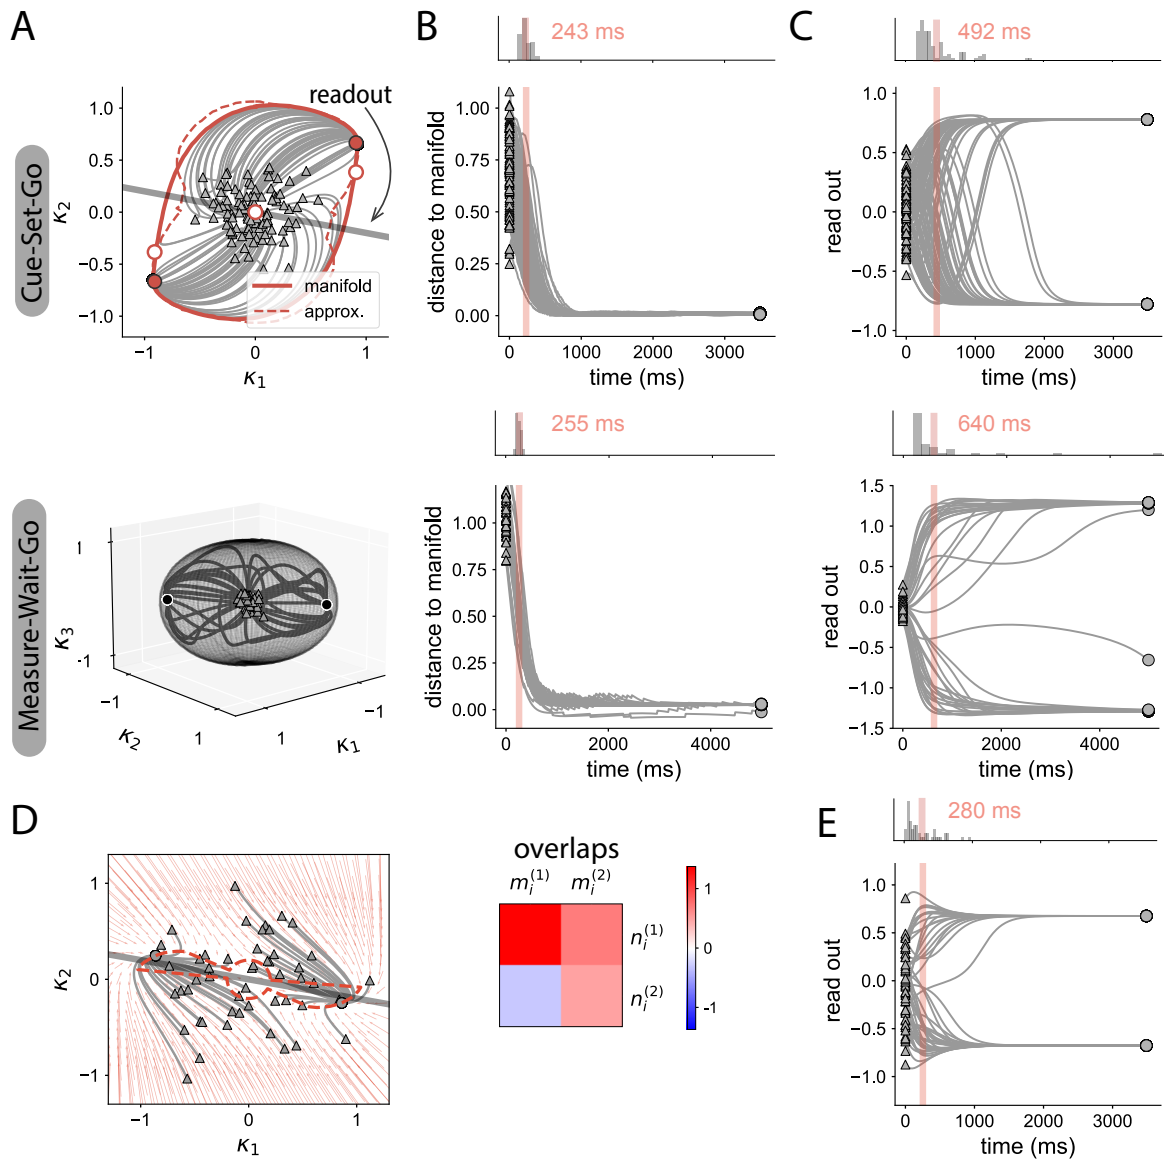 A
B
C
243 ms
492 ms
Cue-Set-Go
readout
κ2
1.0
0.5
0.0
−0.5
−1.0
manifold
approx.
−1
0
1
κ1
distance to manifold
1.00
0.75
0.50
0.25
0.00
0
1000
2000
3000
time (ms)
read out
1.0
0.5
0.0
−0.5
−1.0
0
1000
2000
3000
time (ms)
255 ms
640 ms
Measure-Wait-Go
κ3
1
-1
−1
κ2
1
1
κ1
−1
distance to manifold
1.00
0.75
0.50
0.25
0.00
0
2000
4000
time (ms)
read out
1.5
1.0
0.5
0.0
−0.5
−1.0
−1.5
0
2000
4000
time (ms)
D
κ2
1
0
−1
−1
0
1
κ1
overlaps
m_i^(1) m_i^(2)
n_i^(1)
n_i^(2)
1
0
-1
E
280 ms
read out
1.0
0.5
0.0
−0.5
−1.0
0
1000
2000
3000
time (ms)